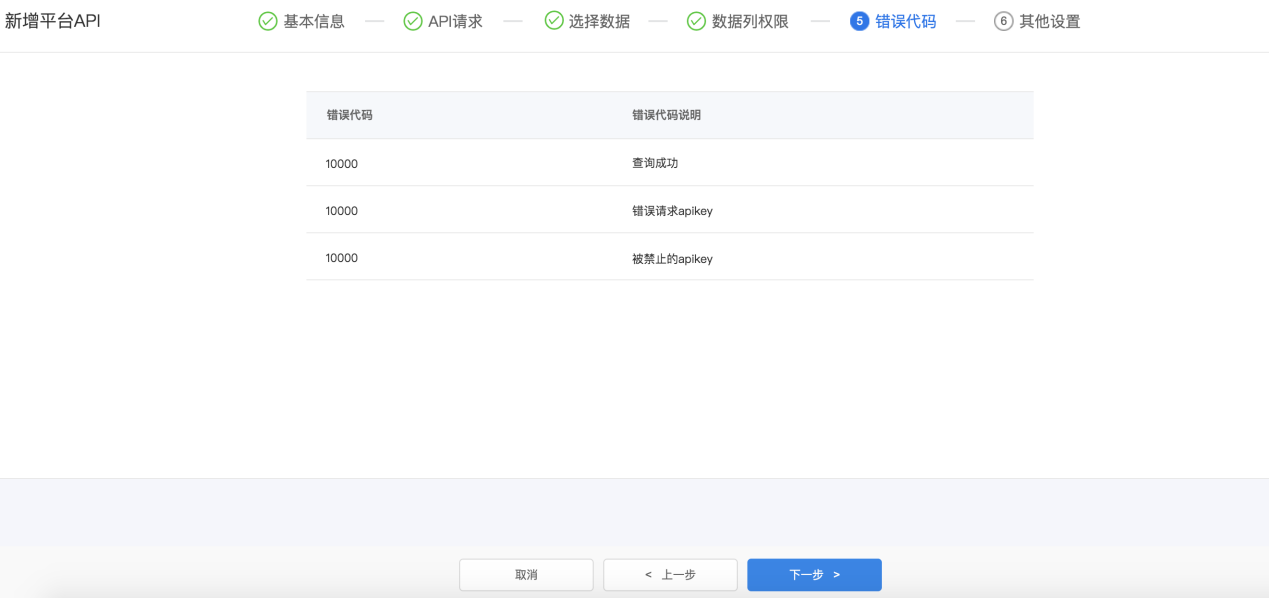 新增平台API
基本信息 API请求 选择数据 数据列权限 5 错误代码 6 其他设置
错误代码 错误代码说明
10000 查询成功
10000 错误请求apikey
10000 被禁止的apikey
取消 < 上一步 下一步 >